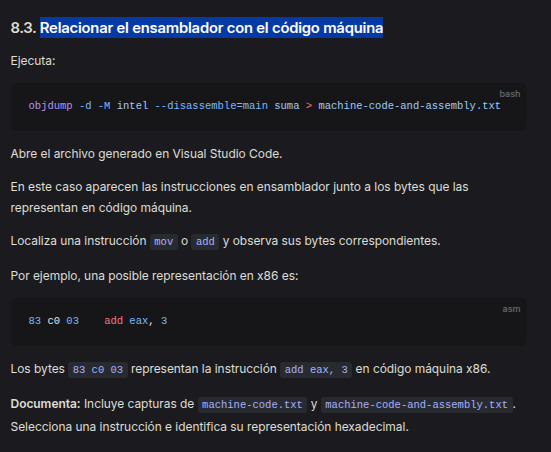 8.3. Relacionar el ensamblador con el código máquina
Ejecuta:
bash
objdump -d -M intel --disassemble=main suma > machine-code-and-assembly.txt
Abre el archivo generado en Visual Studio Code.
En este caso aparecen las instrucciones en ensamblador junto a los bytes que las
representan en código máquina.
Localiza una instrucción mov o add y observa sus bytes correspondientes.
Por ejemplo, una posible representación en x86 es:
asm
83 c0 03    add eax, 3
Los bytes 83 c0 03 representan la instrucción add eax, 3 en código máquina x86.
Documenta: Incluye capturas de machine-code.txt y machine-code-and-assembly.txt.
Selecciona una instrucción e identifica su representación hexadecimal.